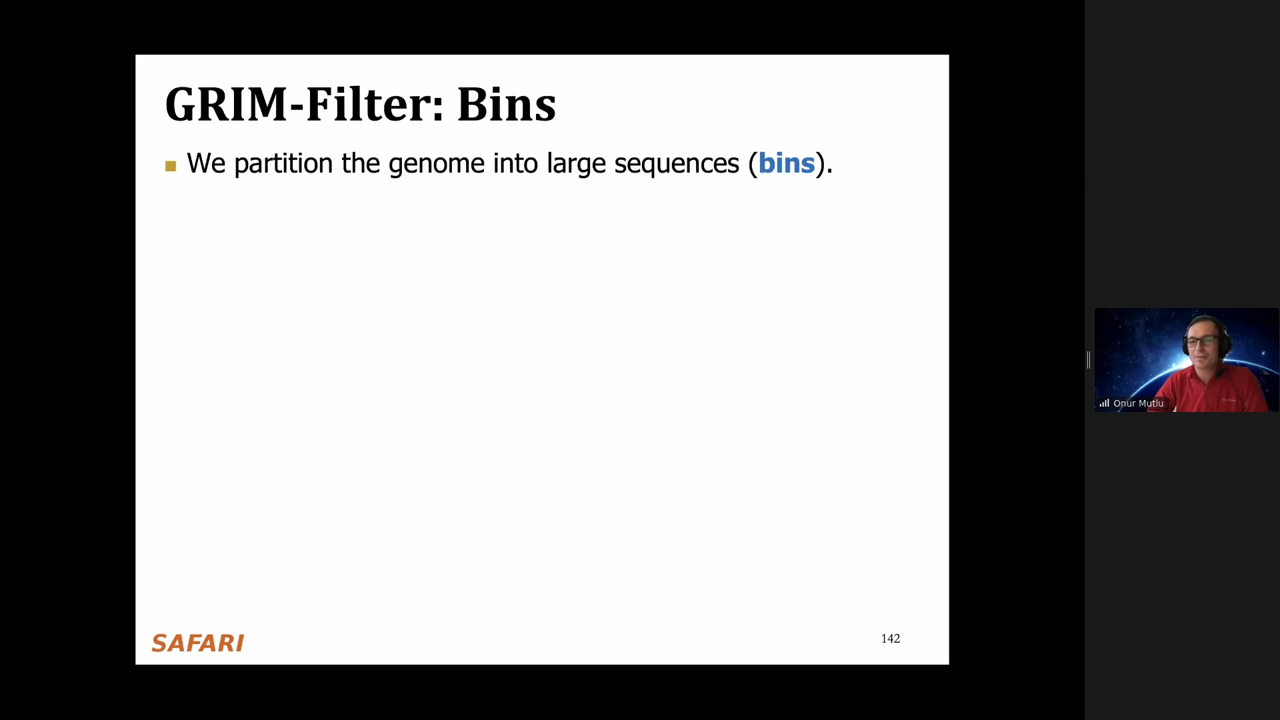 GRIM-Filter: Bins
We partition the genome into large sequences (bins).
SAFARI
142
Onur Mutlu